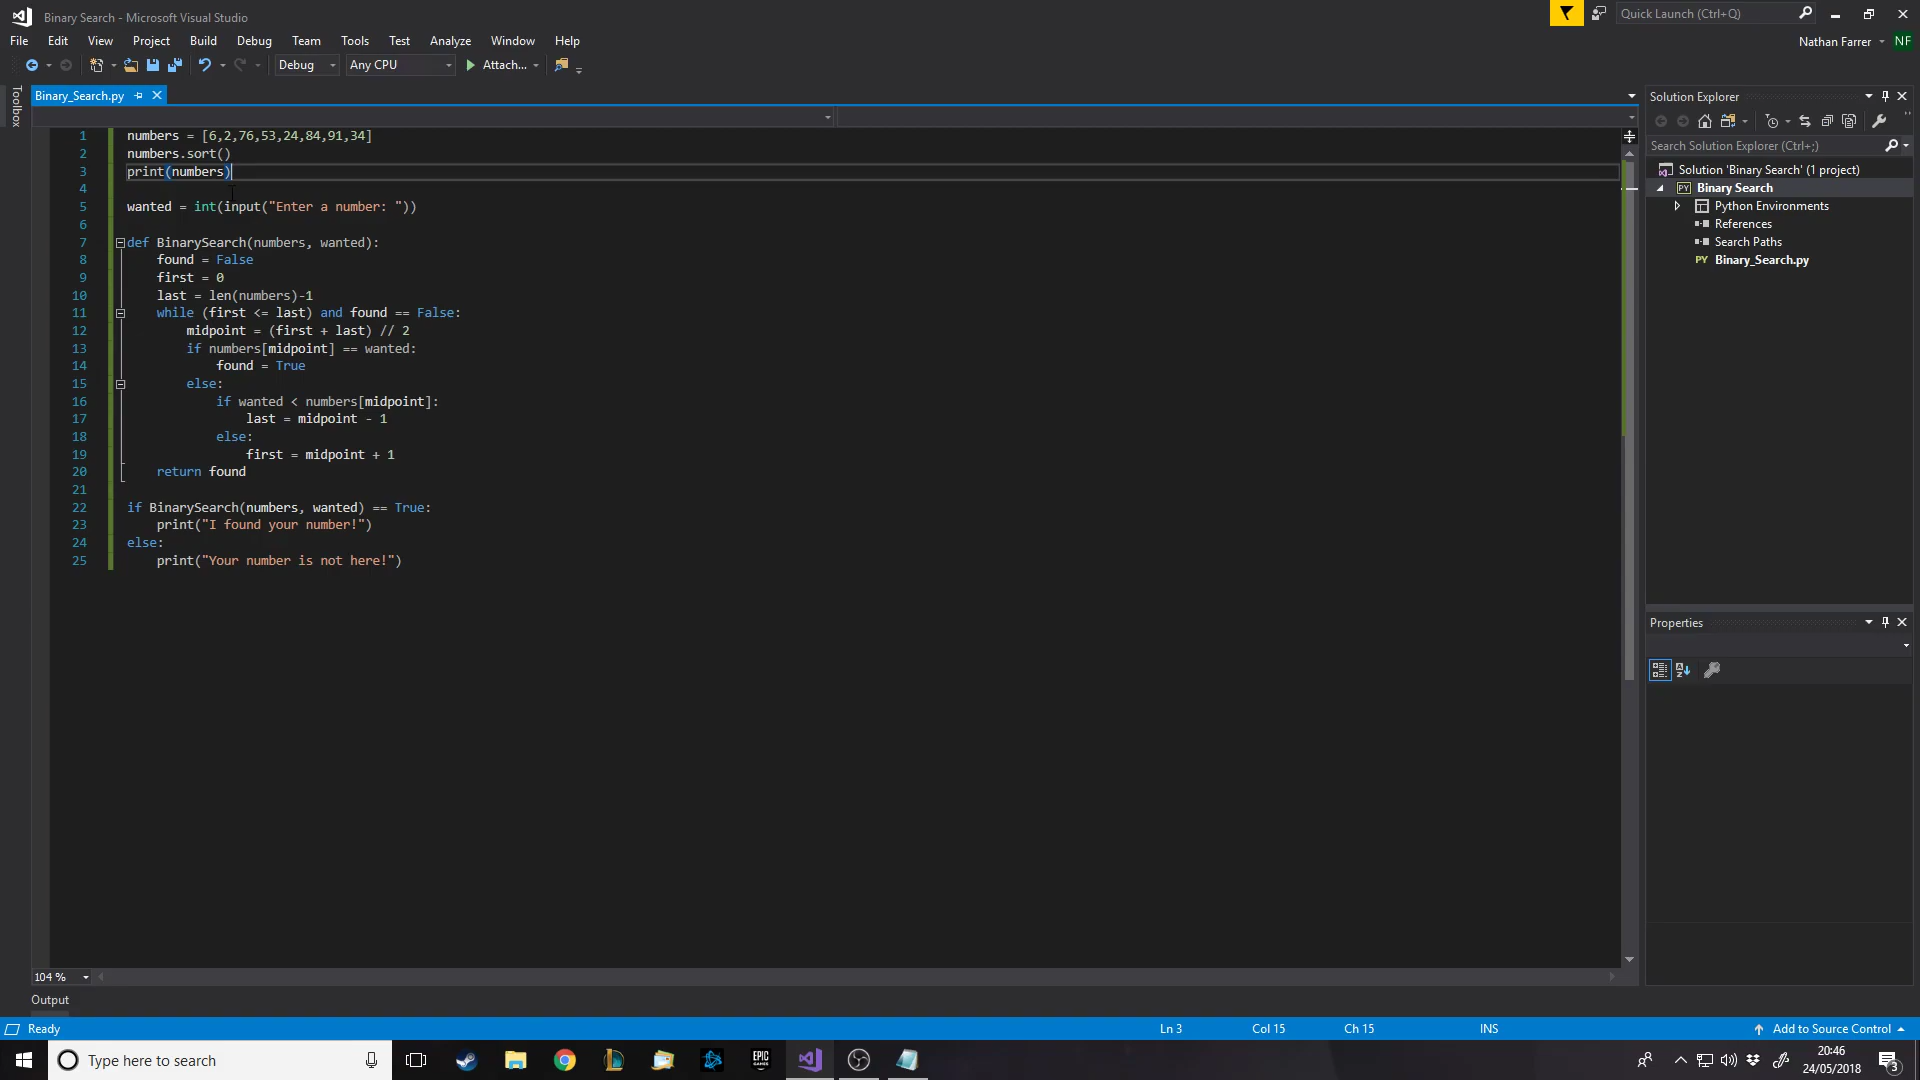 Binary Search - Microsoft Visual Studio
Quick Launch (Ctrl+Q)
File Edit View Project Build Debug Team Tools Test Analyze Window Help
Nathan Farrer NF
Debug Any CPU Attach...
Toolbox
Binary_Search.py
1 numbers = [6,2,76,53,24,84,91,34]
2 numbers.sort()
3 print(numbers)
4
5 wanted = int(input("Enter a number: "))
6
7 def BinarySearch(numbers, wanted):
8 found = False
9 first = 0
10 last = len(numbers)-1
11 while (first <= last) and found == False:
12 midpoint = (first + last) // 2
13 if numbers[midpoint] == wanted:
14 found = True
15 else:
16 if wanted < numbers[midpoint]:
17 last = midpoint - 1
18 else:
19 first = midpoint + 1
20 return found
21
22 if BinarySearch(numbers, wanted) == True:
23 print("I found your number!")
24 else:
25 print("Your number is not here!")
104 %
Output
Solution Explorer
Search Solution Explorer (Ctrl+;)
Solution 'Binary Search' (1 project)
PY Binary Search
Python Environments
References
Search Paths
PY Binary_Search.py
Properties
Ready Ln 3 Col 15 Ch 15 INS Add to Source Control
Type here to search
EPIC GAMES
20:46
24/05/2018
3